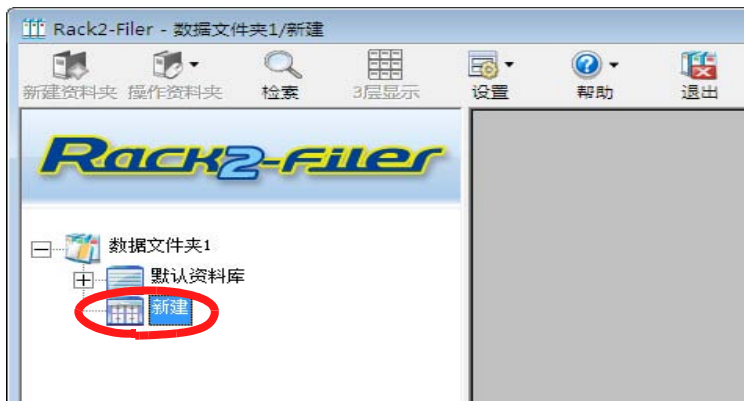 Rack2-Filer - 数据文件夹1/新建
新建资料夹 操作资料夹 检索 3层显示 设置 帮助 退出
Rack2-Filer
数据文件夹1
默认资料库
新建